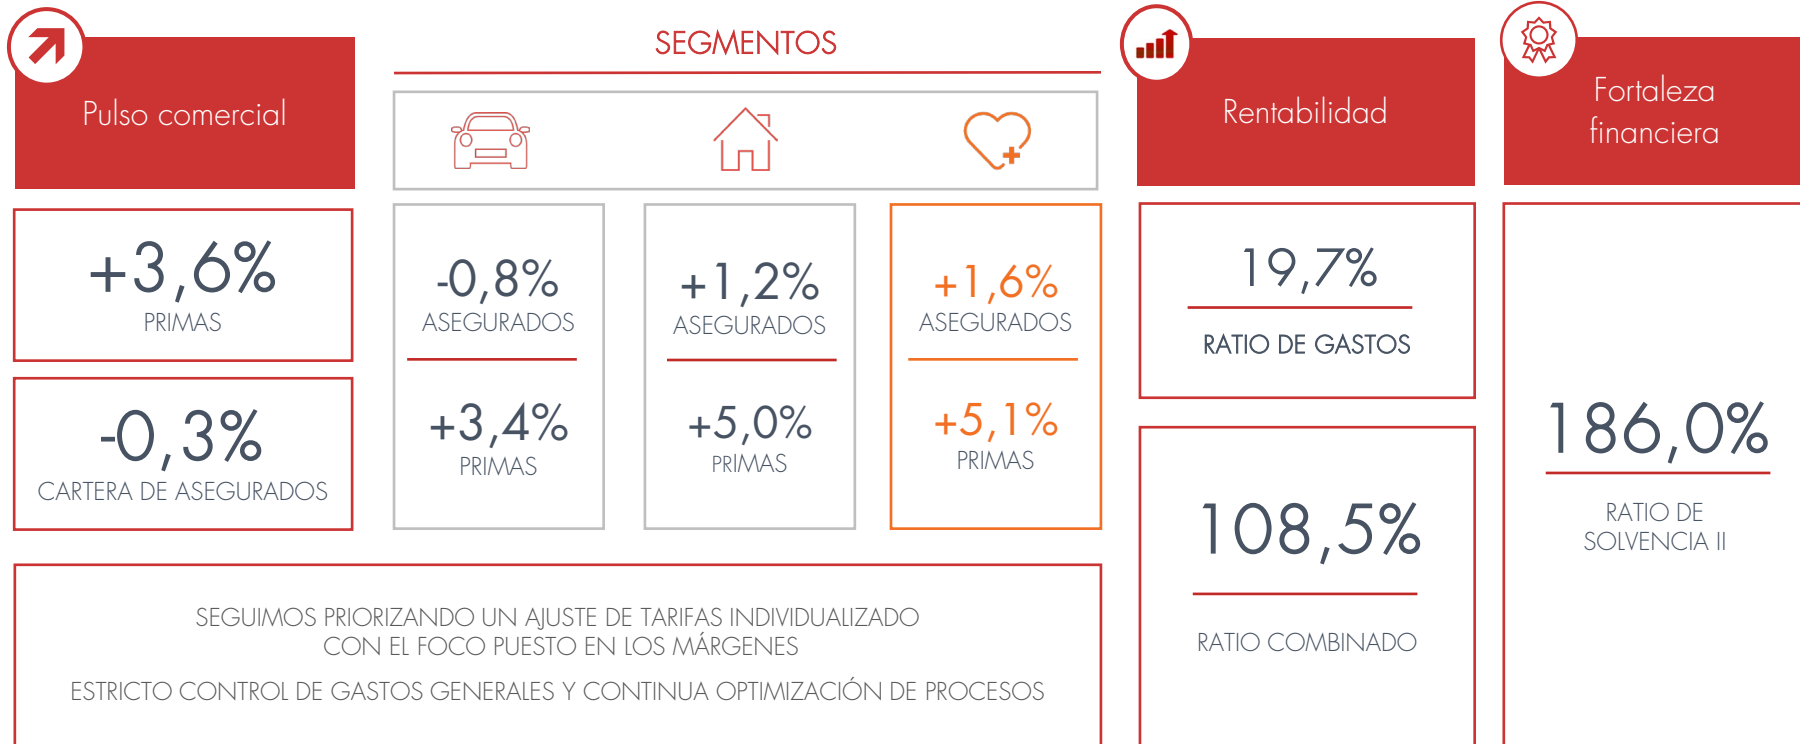 Pulso comercial
+3,6%
PRIMAS
-0,3%
CARTERA DE ASEGURADOS
SEGMENTOS
-0,8%
ASEGURADOS
+3,4%
PRIMAS
+1,2%
ASEGURADOS
+5,0%
PRIMAS
+1,6%
ASEGURADOS
+5,1%
PRIMAS
SEGUIMOS PRIORIZANDO UN AJUSTE DE TARIFAS INDIVIDUALIZADO
CON EL FOCO PUESTO EN LOS MÁRGENES
ESTRICTO CONTROL DE GASTOS GENERALES Y CONTINUA OPTIMIZACIÓN DE PROCESOS
Rentabilidad
19,7%
RATIO DE GASTOS
108,5%
RATIO COMBINADO
Fortaleza
financiera
186,0%
RATIO DE
SOLVENCIA II